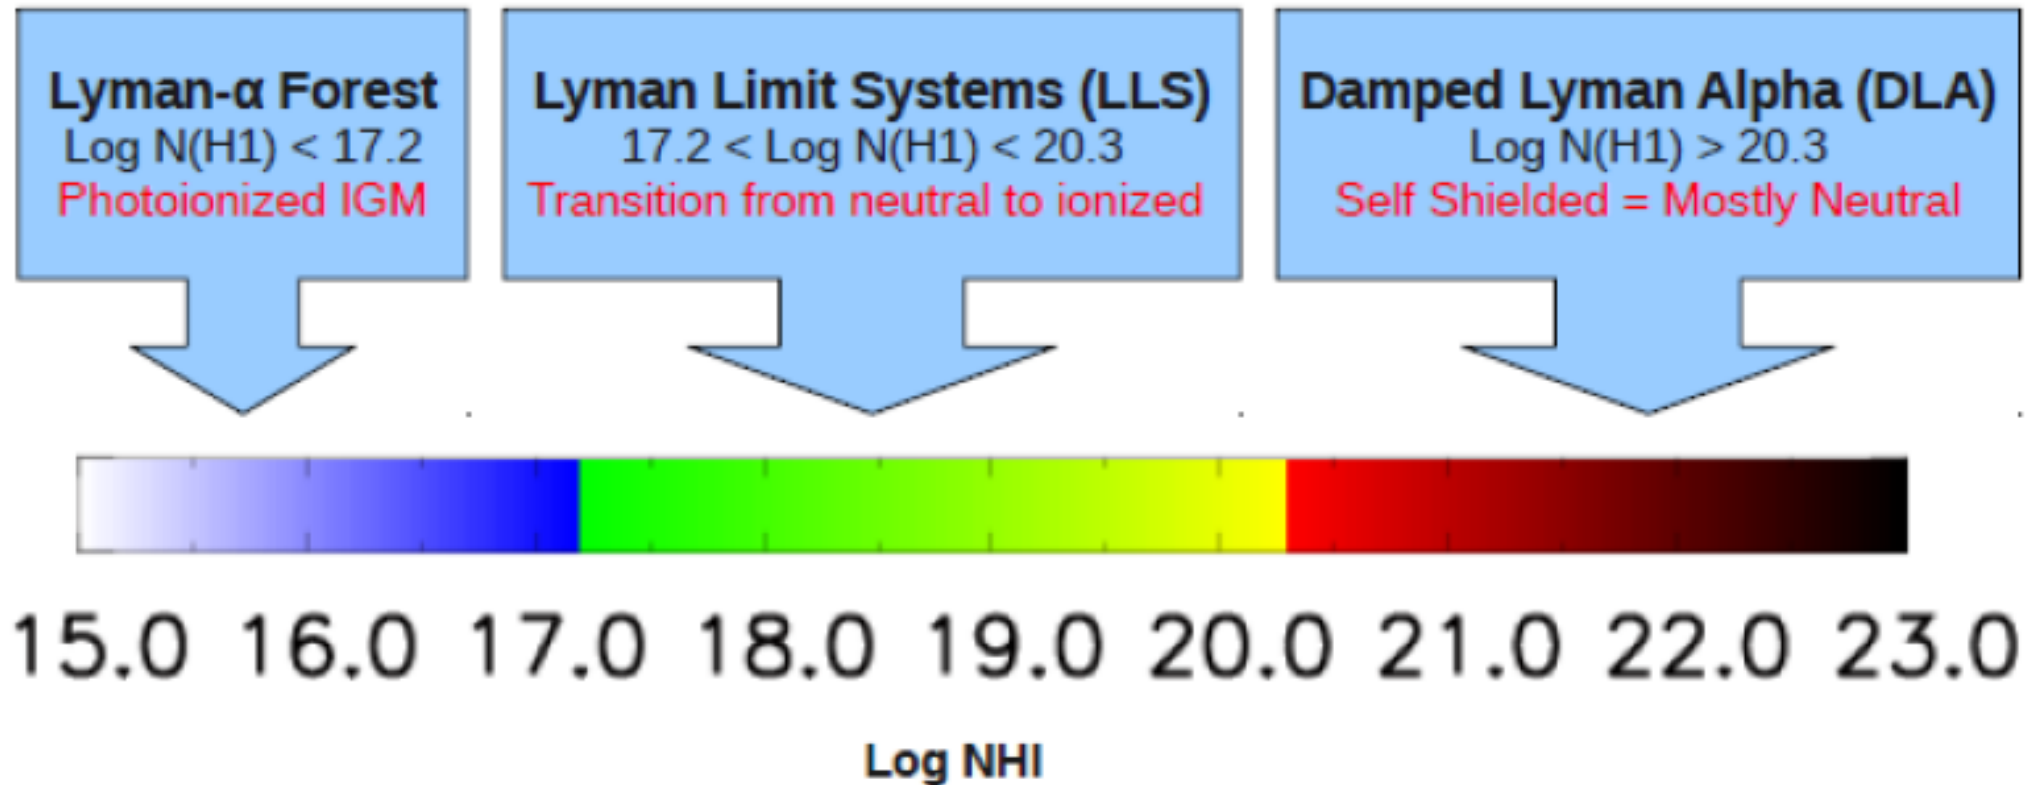 Lyman-α Forest
Log N(H1) < 17.2
Photoionized IGM
Lyman Limit Systems (LLS)
17.2 < Log N(H1) < 20.3
Transition from neutral to ionized
Damped Lyman Alpha (DLA)
Log N(H1) > 20.3
Self Shielded = Mostly Neutral
15.0 16.0 17.0 18.0 19.0 20.0 21.0 22.0 23.0
Log NHI